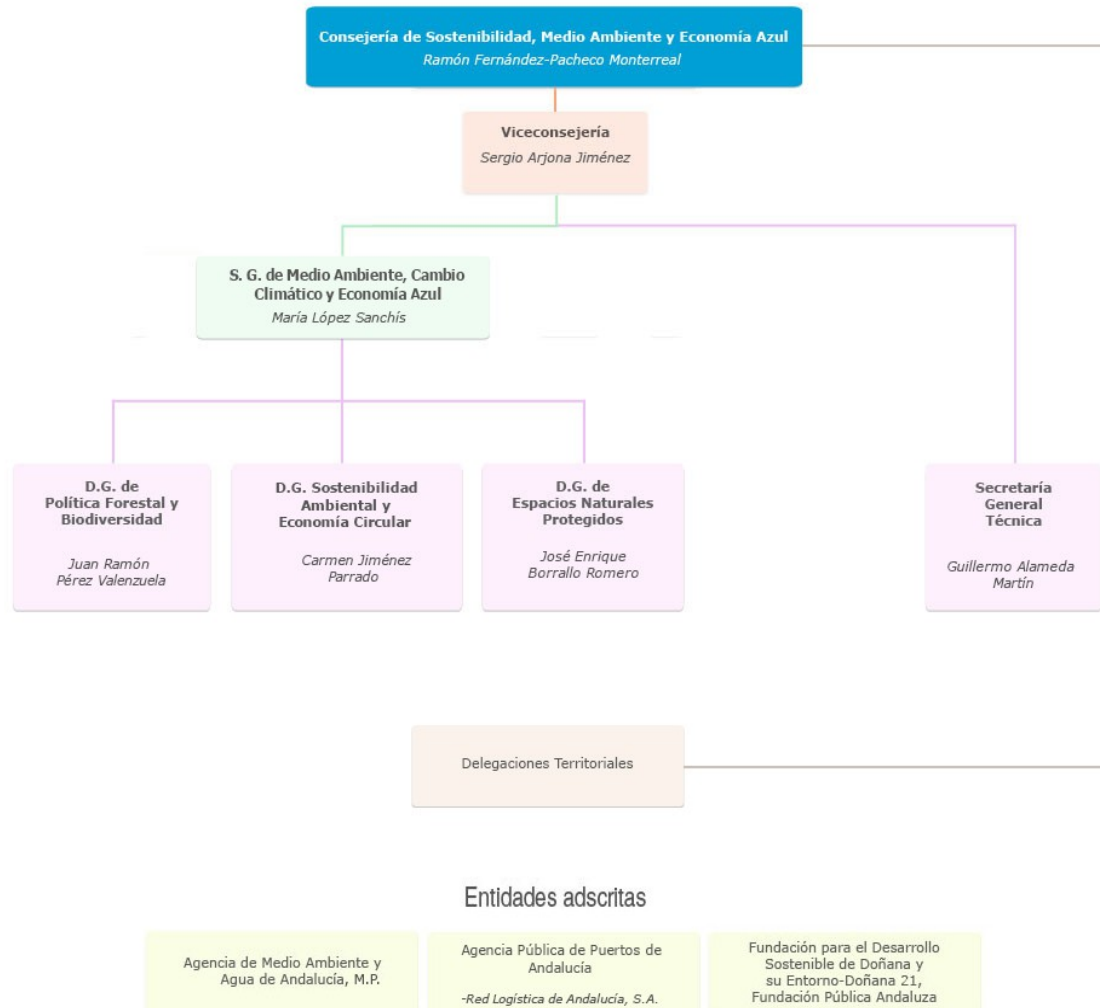 Consejería de Sostenibilidad, Medio Ambiente y Economía Azul
Ramón Fernández-Pacheco Monterreal
Viceconsejería
Sergio Arjona Jiménez
S. G. de Medio Ambiente, Cambio
Climático y Economía Azul
María López Sanchís
D.G. de
Política Forestal y
Biodiversidad
Juan Ramón
Pérez Valenzuela
D.G. Sostenibilidad
Ambiental y
Economía Circular
Carmen Jiménez
Parrado
D.G. de
Espacios Naturales
Protegidos
José Enrique
Borrallo Romero
Secretaría
General
Técnica
Guillermo Alameda
Martín
Delegaciones Territoriales
Entidades adscritas
Agencia de Medio Ambiente y
Agua de Andalucía, M.P.
Agencia Pública de Puertos de
Andalucía
-Red Logística de Andalucía, S.A.
Fundación para el Desarrollo
Sostenible de Doñana y
su Entorno-Doñana 21,
Fundación Pública Andaluza